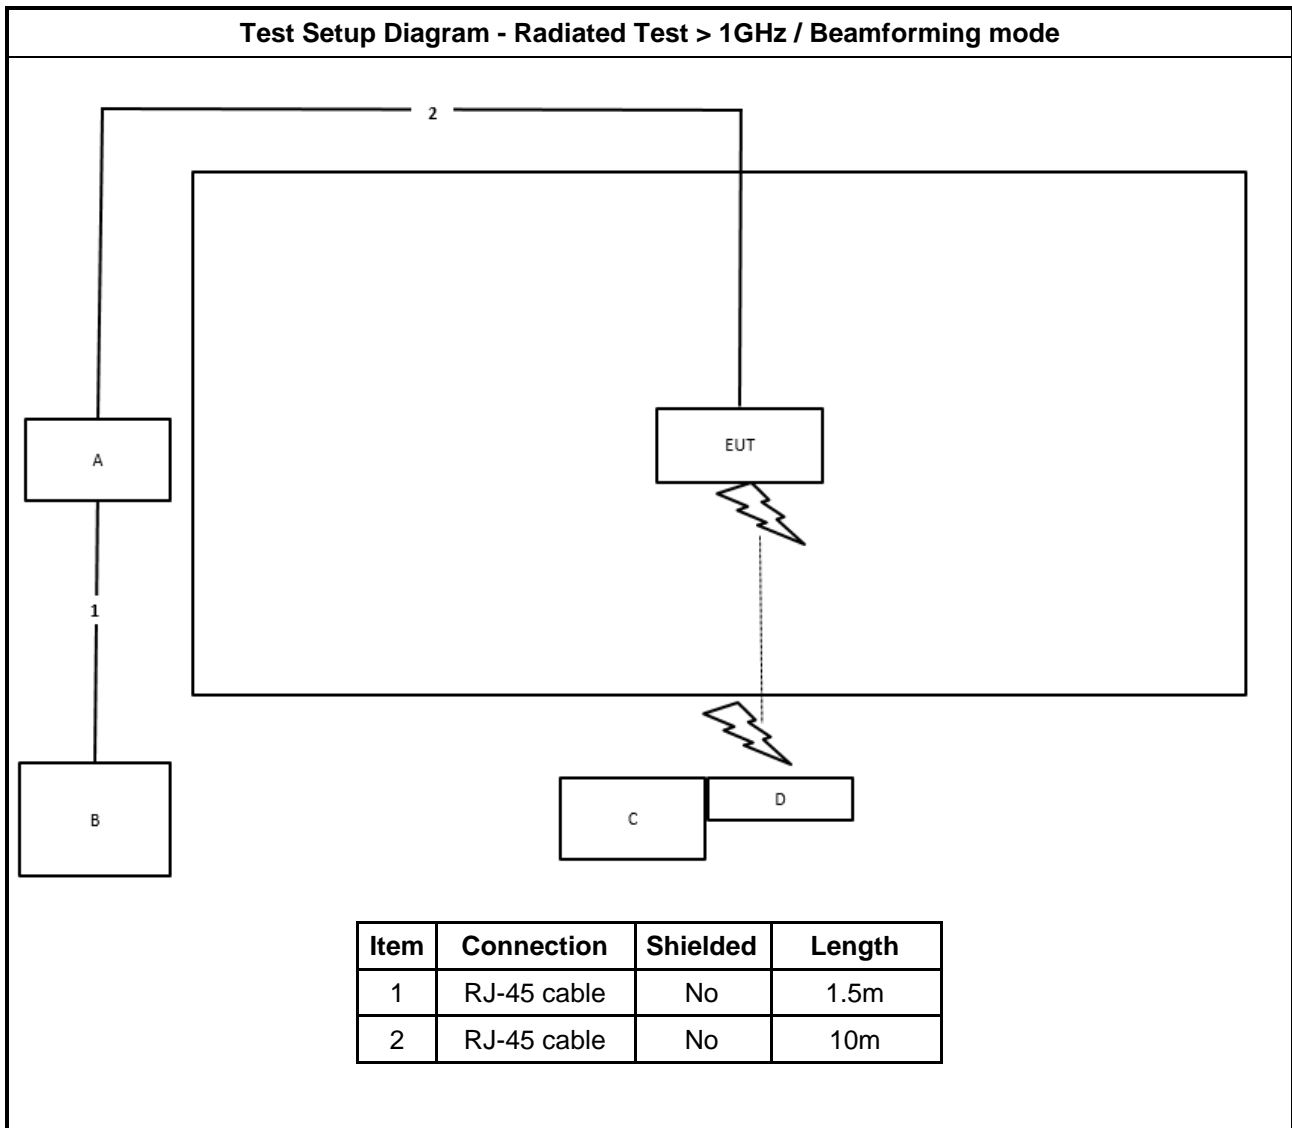 Test Setup Diagram - Radiated Test > 1GHz / Beamforming mode
2
A
EUT
1
B
C
D
Item Connection Shielded Length
1 RJ-45 cable No 1.5m
2 RJ-45 cable No 10m